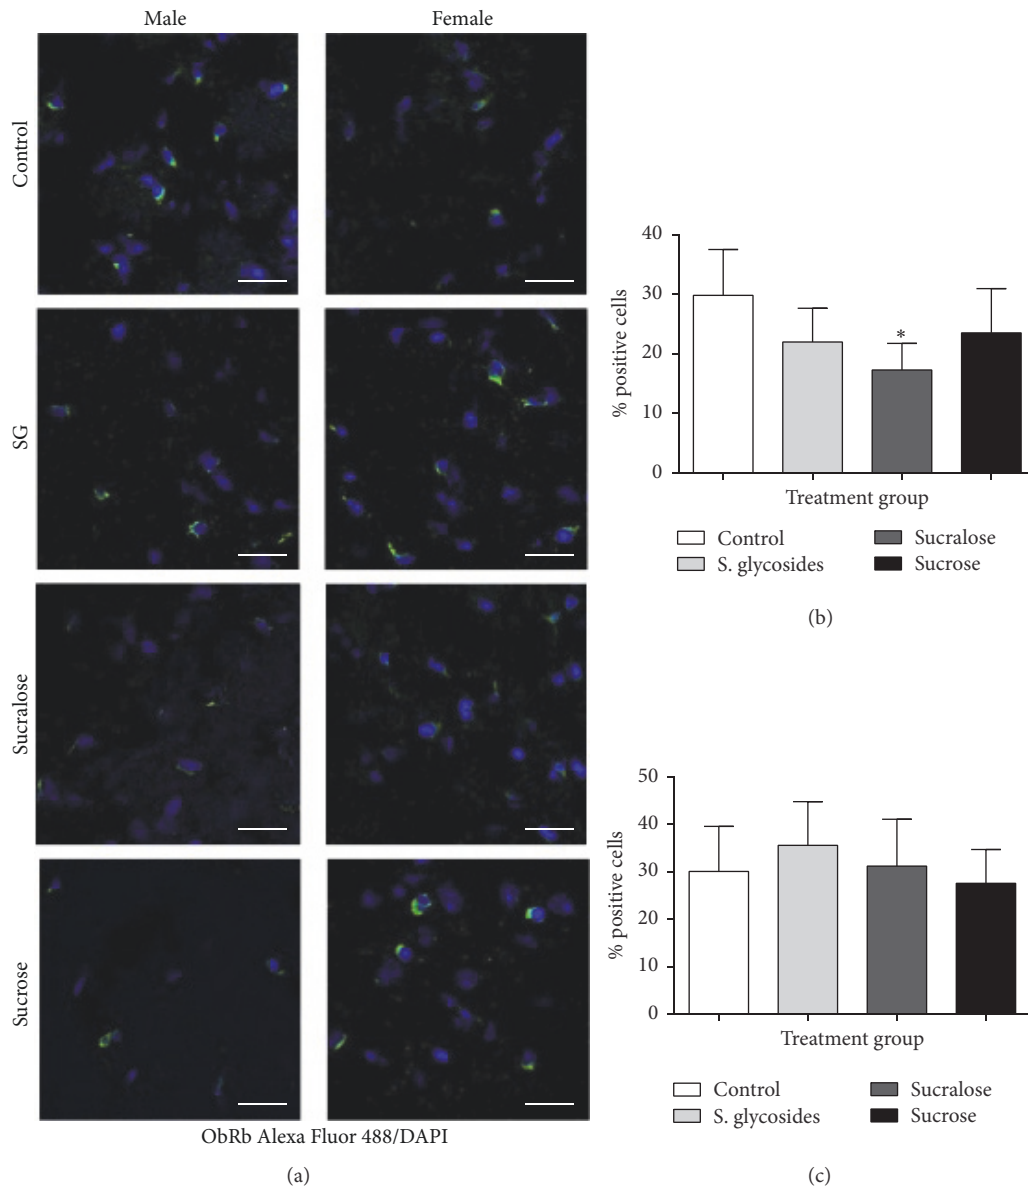 Male
Female
Control
SG
Sucralose
Sucrose
ObRb Alexa Fluor 488/DAPI
(a)
40
30
20
10
0
% positive cells
*
Treatment group
Control
Sucralose
S. glycosides
Sucrose
(b)
50
40
30
20
10
0
% positive cells
Treatment group
Control
Sucralose
S. glycosides
Sucrose
(c)